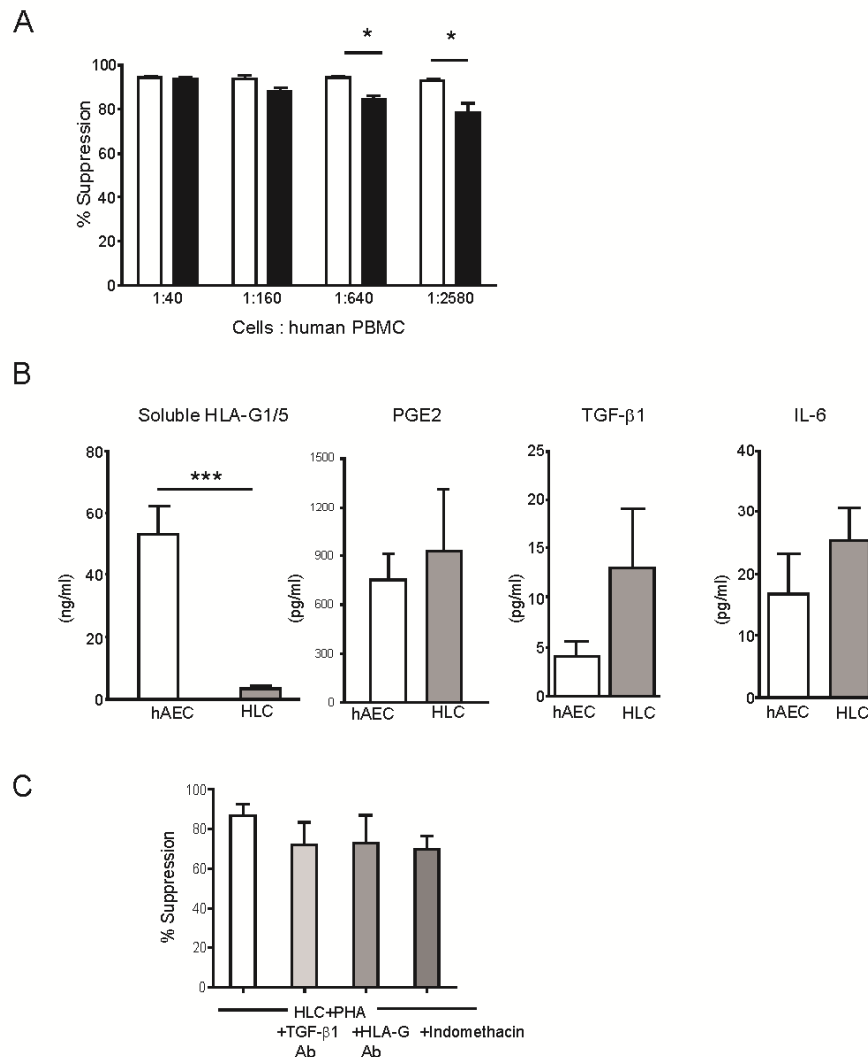 A
* *
100
80
60
40
20
0
% Suppression
1:40 1:160 1:640 1:2580
Cells : human PBMC
B
Soluble HLA-G1/5 PGE2 TGF-β1 IL-6
80
60
40
20
0
(ng/ml)
***
hAEC HLC
1500
1200
900
600
300
0
(pg/ml)
hAEC HLC
25
20
15
10
5
0
(pg/ml)
hAEC HLC
40
30
20
10
0
(pg/ml)
hAEC HLC
C
100
80
60
40
20
0
% Suppression
HLC+PHA
+TGF-β1 +HLA-G +Indomethacin
Ab Ab